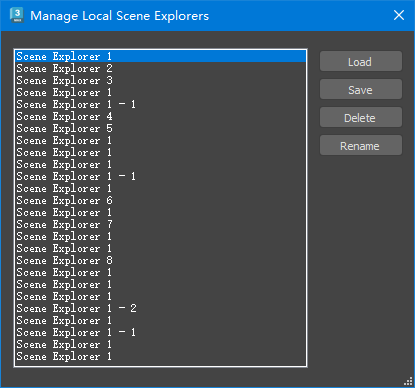 3
Manage Local Scene Explorers
Scene Explorer 1
Scene Explorer 2
Scene Explorer 3
Scene Explorer 1
Scene Explorer 1 - 1
Scene Explorer 4
Scene Explorer 5
Scene Explorer 1
Scene Explorer 1
Scene Explorer 1
Scene Explorer 1 - 1
Scene Explorer 1
Scene Explorer 6
Scene Explorer 1
Scene Explorer 7
Scene Explorer 1
Scene Explorer 1
Scene Explorer 8
Scene Explorer 1
Scene Explorer 1
Scene Explorer 1
Scene Explorer 1 - 2
Scene Explorer 1
Scene Explorer 1 - 1
Scene Explorer 1
Scene Explorer 1
Load
Save
Delete
Rename